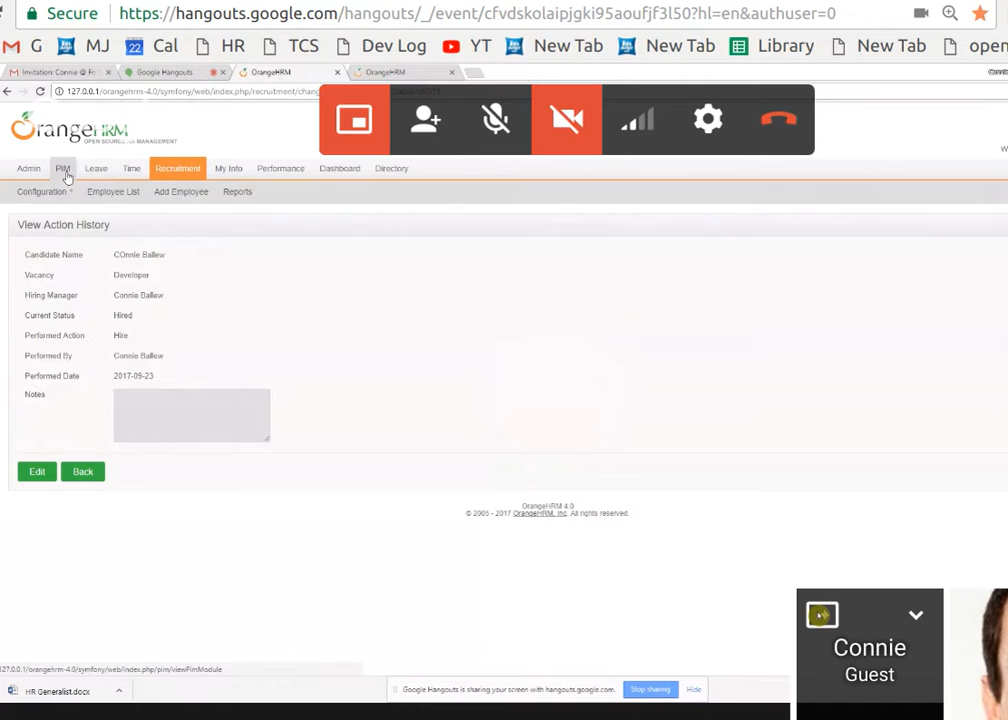 Secure https://hangouts.google.com/hangouts/_/event/cfvdskolaipjgki95aoufjf3l50?hl=en&authuser=0
G MJ Cal HR TCS Dev Log YT New Tab New Tab Library New Tab open
Invitation: Connie @ Fr Google Hangouts OrangeHRM OrangeHRM
127.0.0.1/orangehrm-4.0/symfony/web/index.php/recruitment/chang
OrangeHRM
OPEN SOURCE HR MANAGEMENT
W
Admin PIM Leave Time Recruitment My Info Performance Dashboard Directory
Configuration Employee List Add Employee Reports
View Action History
Candidate Name COnnie Ballew
Vacancy Developer
Hiring Manager Connie Ballew
Current Status Hired
Performed Action Hire
Performed By Connie Ballew
Performed Date 2017-09-23
Notes
Edit Back
OrangeHRM 4.0
© 2005 - 2017 OrangeHRM, Inc. All rights reserved.
Connie
Guest
127.0.0.1/orangehrm-4.0/symfony/web/index.php/pim/viewPimModule
HR Generalist.docx
Google Hangouts is sharing your screen with hangouts.google.com. Stop sharing Hide